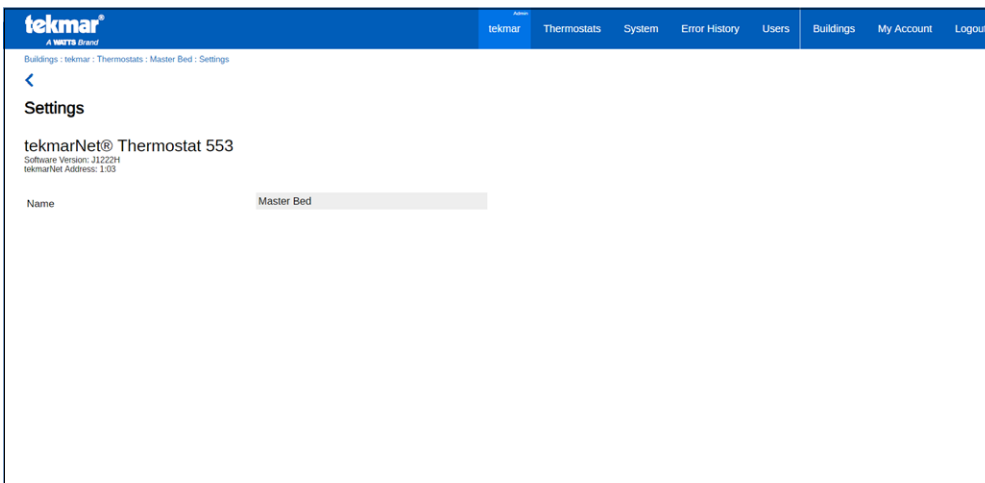 tekmar®
A WATTS Brand
Admin
tekmar Thermostats System Error History Users Buildings My Account Logout
Buildings : tekmar : Thermostats : Master Bed : Settings
Settings
tekmarNet® Thermostat 553
Software Version: J1222H
tekmarNet Address: 1:03
Name Master Bed